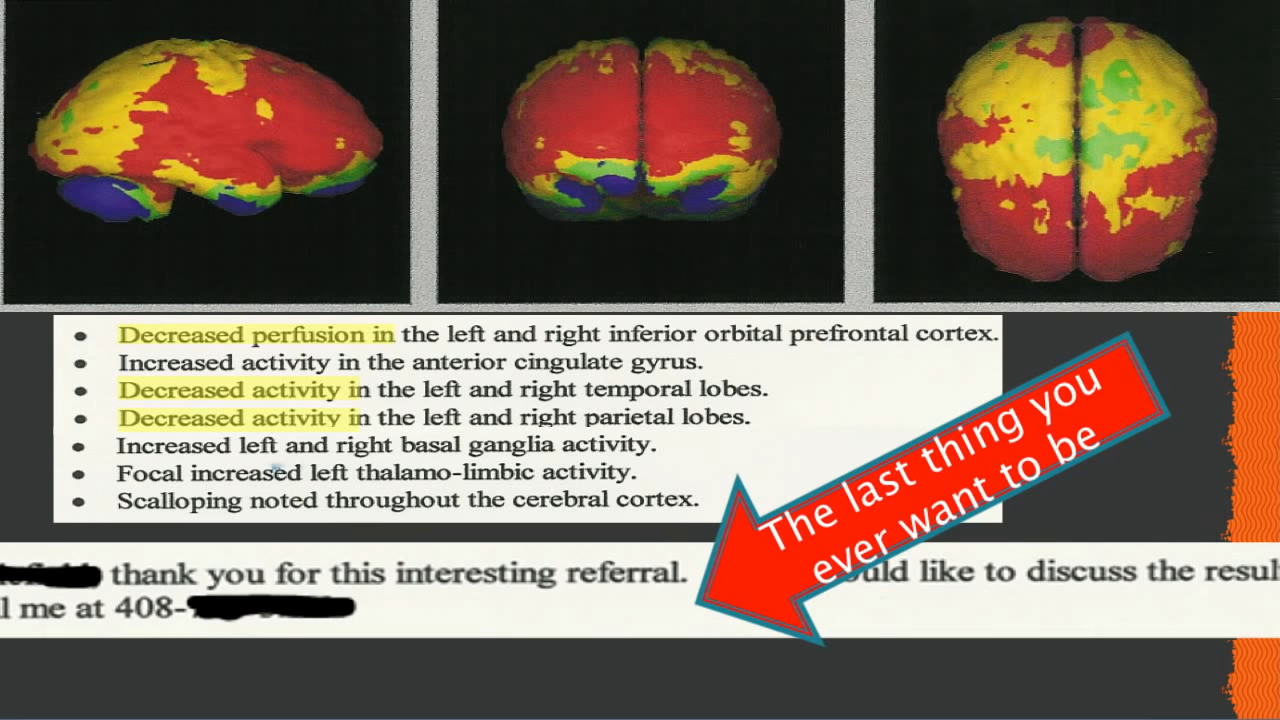 Decreased perfusion in the left and right inferior orbital prefrontal cortex.
Increased activity in the anterior cingulate gyrus.
Decreased activity in the left and right temporal lobes.
Decreased activity in the left and right parietal lobes.
Increased left and right basal ganglia activity.
Focal increased left thalamo-limbic activity.
Scalloping noted throughout the cerebral cortex.
The last thing you
ever want to be
thank you for this interesting referral. like to discuss the
me at 408-